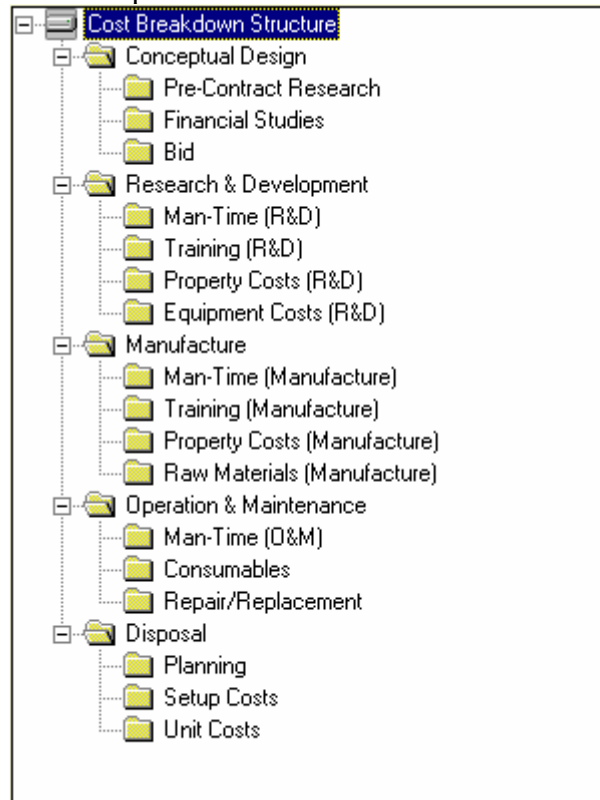 Cost Breakdown Structure
Conceptual Design
Pre-Contract Research
Financial Studies
Bid
Research & Development
Man-Time (R&D)
Training (R&D)
Property Costs (R&D)
Equipment Costs (R&D)
Manufacture
Man-Time (Manufacture)
Training (Manufacture)
Property Costs (Manufacture)
Raw Materials (Manufacture)
Operation & Maintenance
Man-Time (O&M)
Consumables
Repair/Replacement
Disposal
Planning
Setup Costs
Unit Costs